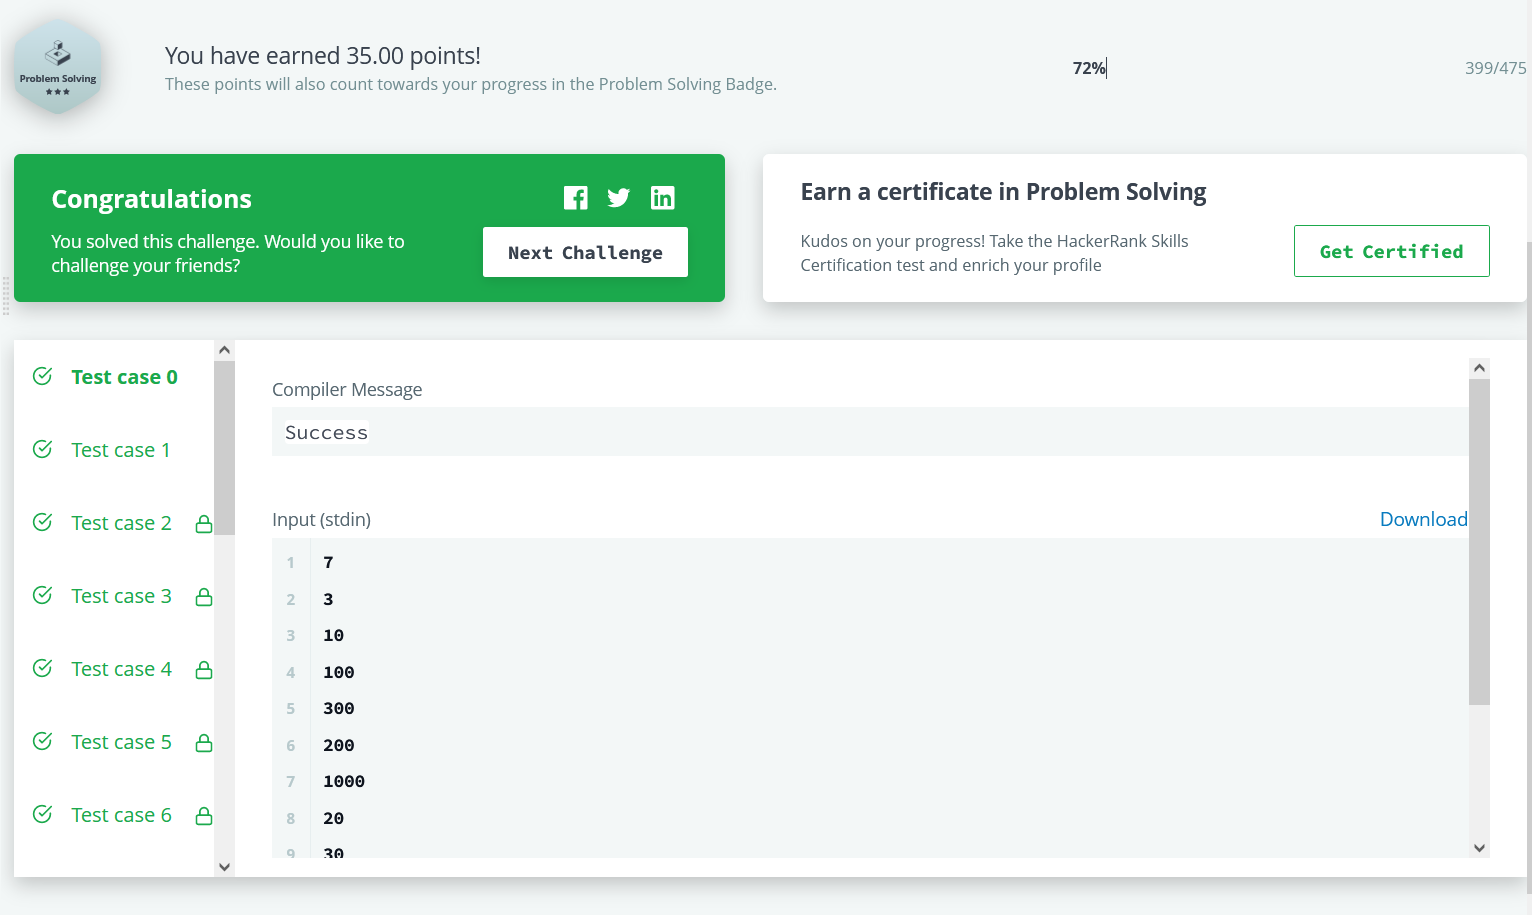 Problem Solving
You have earned 35.00 points!
These points will also count towards your progress in the Problem Solving Badge.
72%
399/475
Congratulations
You solved this challenge. Would you like to
challenge your friends?
Next Challenge
Earn a certificate in Problem Solving
Kudos on your progress! Take the HackerRank Skills
Certification test and enrich your profile
Get Certified
Test case 0
Test case 1
Test case 2
Test case 3
Test case 4
Test case 5
Test case 6
Compiler Message
Success
Input (stdin)
Download
1 7
2 3
3 10
4 100
5 300
6 200
7 1000
8 20
9 30